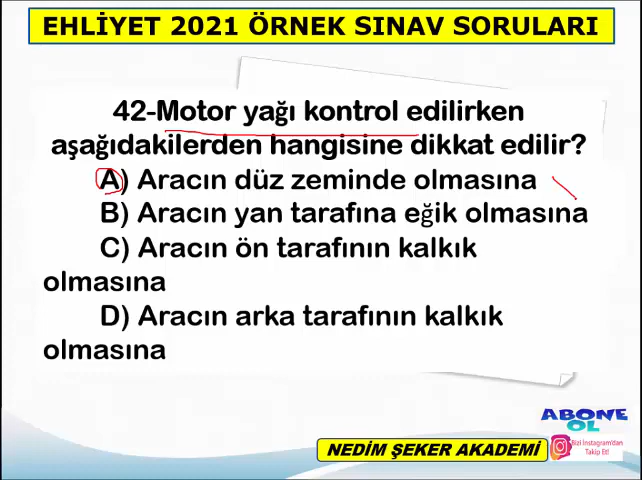 EHLİYET 2021 ÖRNEK SINAV SORULARI
42-Motor yağı kontrol edilirken
aşağıdakilerden hangisine dikkat edilir?
A) Aracın düz zeminde olmasına
B) Aracın yan tarafına eğik olmasına
C) Aracın ön tarafının kalkık
olmasına
D) Aracın arka tarafının kalkık
olmasına
ABONE
OL
NEDİM ŞEKER AKADEMİ
Bizi İnstagram'dan
Takip Et!